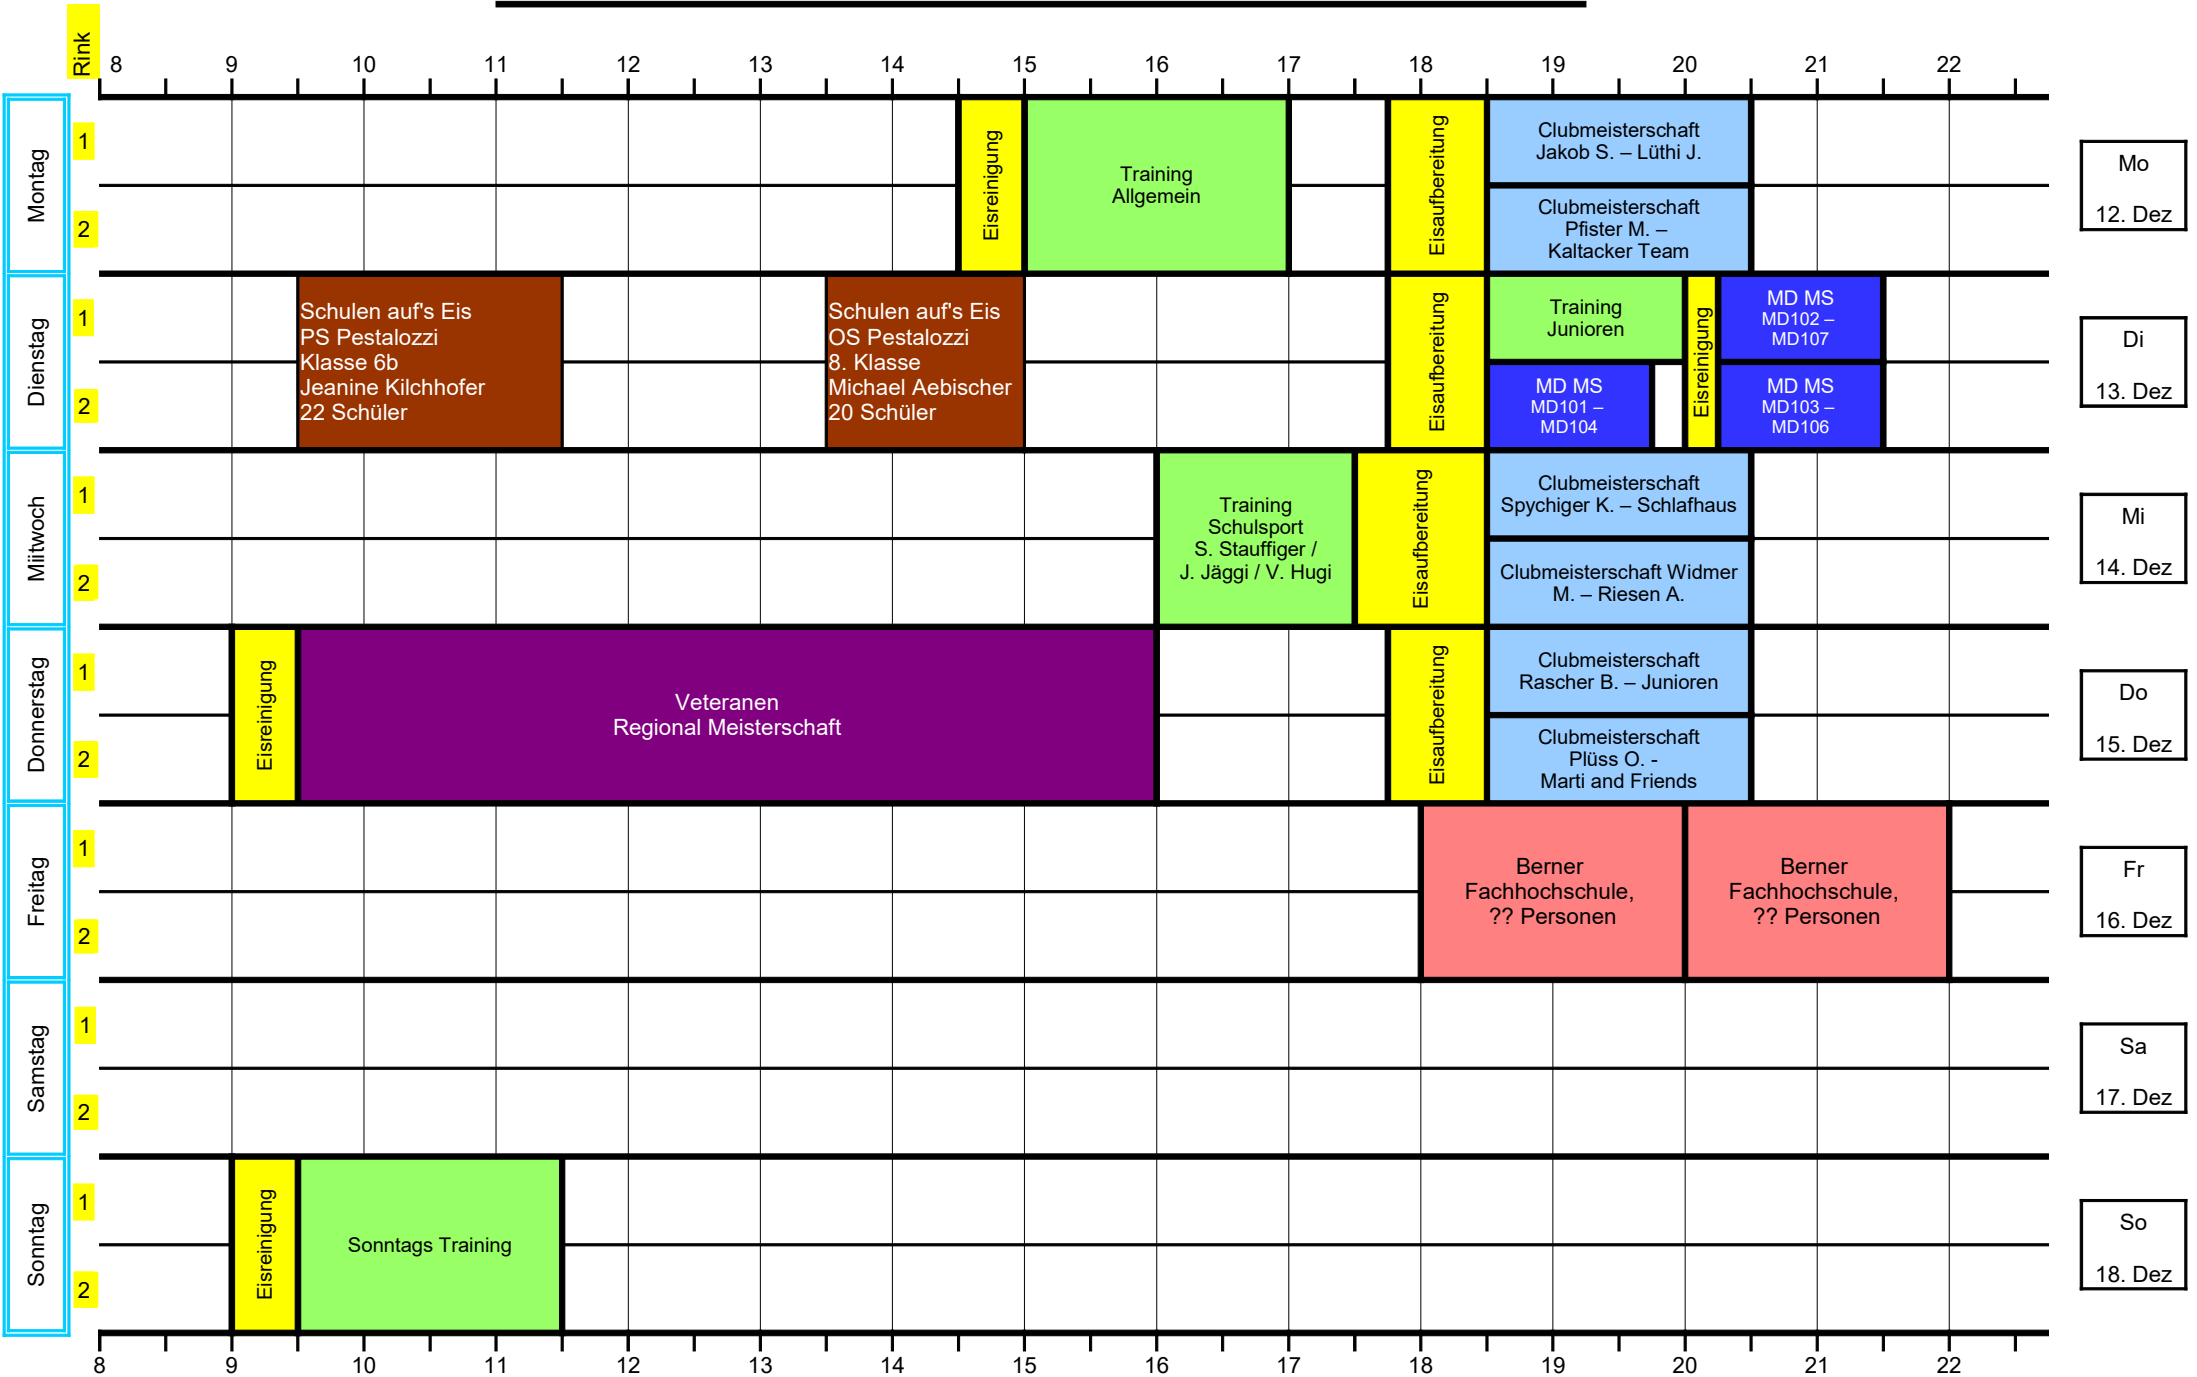 Rink
8 9 10 11 12 13 14 15 16 17 18 19 20 21 22
Montag
1
2
Eisreinigung
Training
Allgemein
Eisaufbereitung
Clubmeisterschaft
Jakob S. – Lüthi J.
Clubmeisterschaft
Pfister M. –
Kaltacker Team
Mo
12. Dez
Dienstag
1
2
Schulen auf's Eis
PS Pestalozzi
Klasse 6b
Jeanine Kilchhofer
22 Schüler
Schulen auf's Eis
OS Pestalozzi
8. Klasse
Michael Aebischer
20 Schüler
Eisaufbereitung
Training
Junioren
MD MS
MD101 –
MD104
Eisreinigung
MD MS
MD102 –
MD107
MD MS
MD103 –
MD106
Di
13. Dez
Miitwoch
1
2
Training
Schulsport
S. Stauffiger /
J. Jäggi / V. Hugi
Eisaufbereitung
Clubmeisterschaft
Spychiger K. – Schlafhaus
Clubmeisterschaft Widmer
M. – Riesen A.
Mi
14. Dez
Donnerstag
1
2
Eisreinigung
Veteranen
Regional Meisterschaft
Eisaufbereitung
Clubmeisterschaft
Rascher B. – Junioren
Clubmeisterschaft
Plüss O. -
Marti and Friends
Do
15. Dez
Freitag
1
2
Berner
Fachhochschule,
?? Personen
Berner
Fachhochschule,
?? Personen
Fr
16. Dez
Samstag
1
2
Sa
17. Dez
Sonntag
1
2
Eisreinigung
Sonntags Training
So
18. Dez
8 9 10 11 12 13 14 15 16 17 18 19 20 21 22